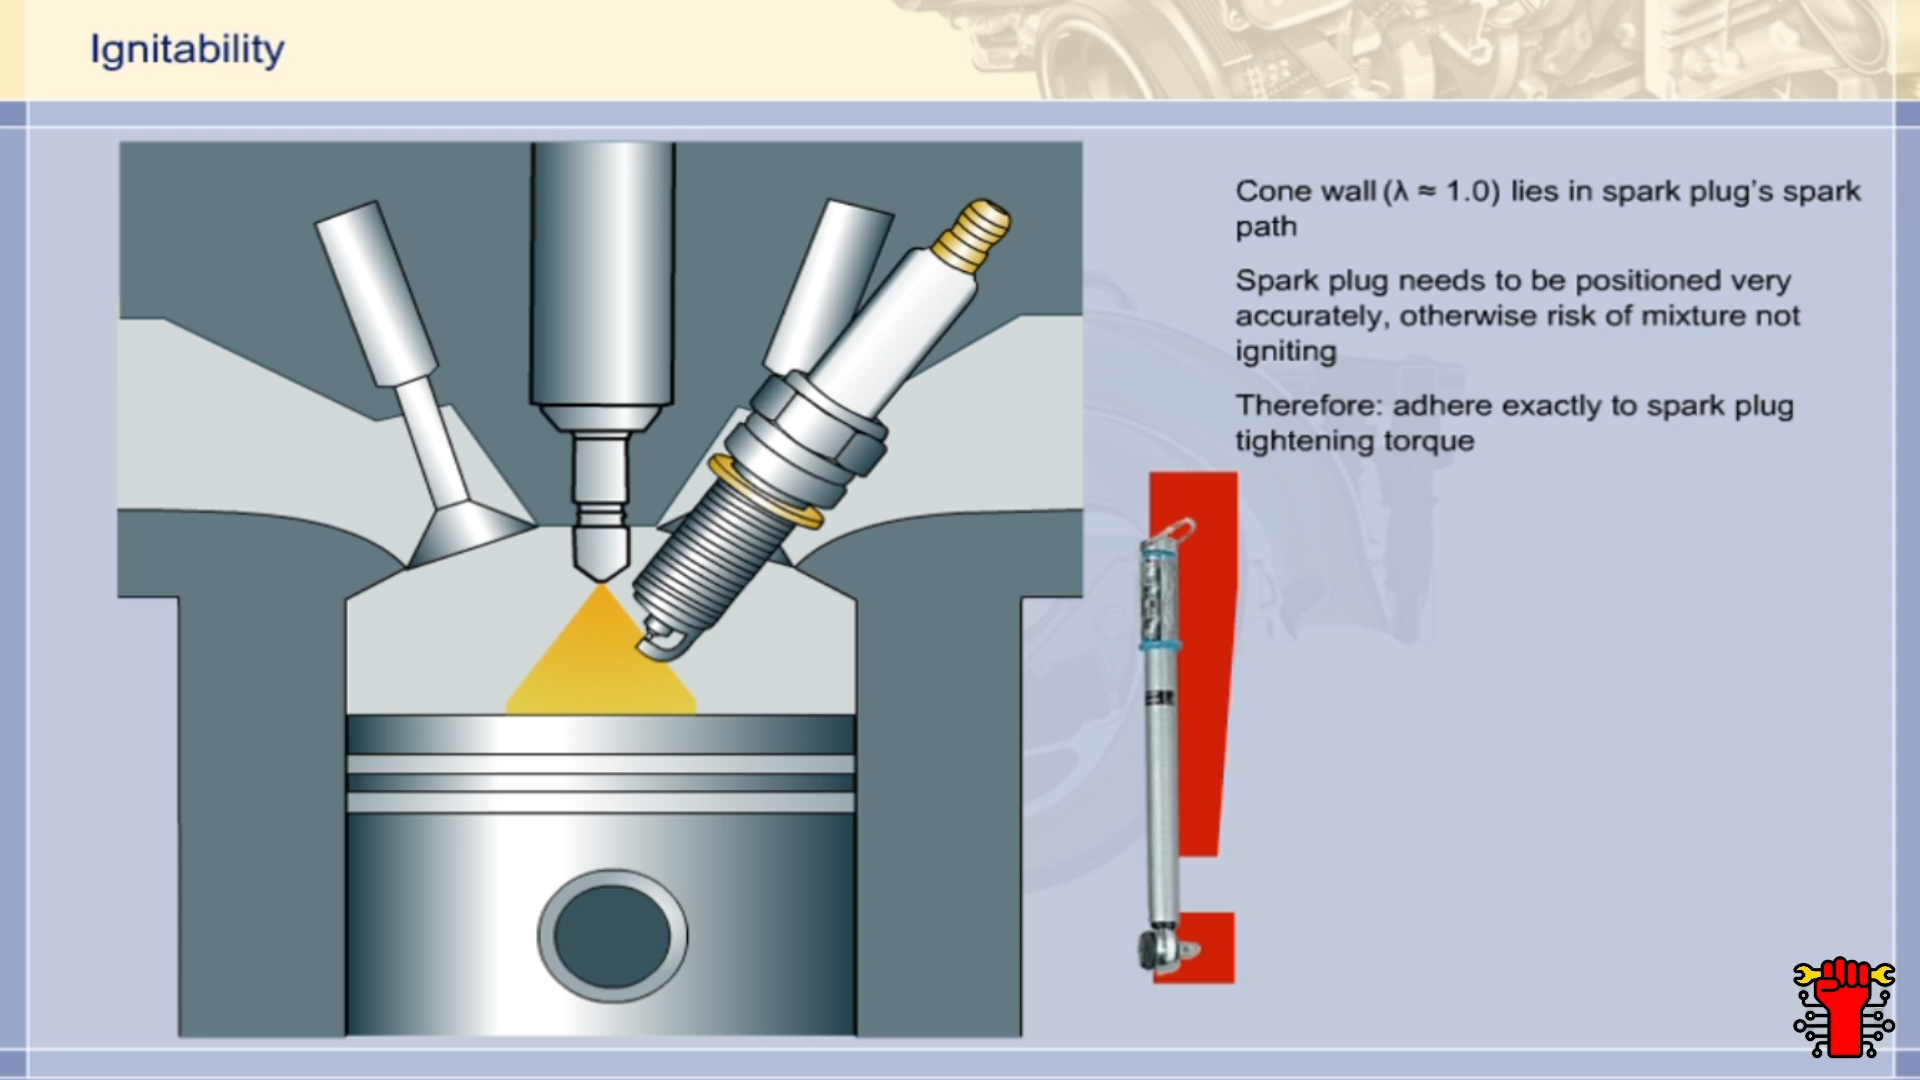 Ignitability
Cone wall (λ ≈ 1.0) lies in spark plug's spark
path
Spark plug needs to be positioned very
accurately, otherwise risk of mixture not
igniting
Therefore: adhere exactly to spark plug
tightening torque